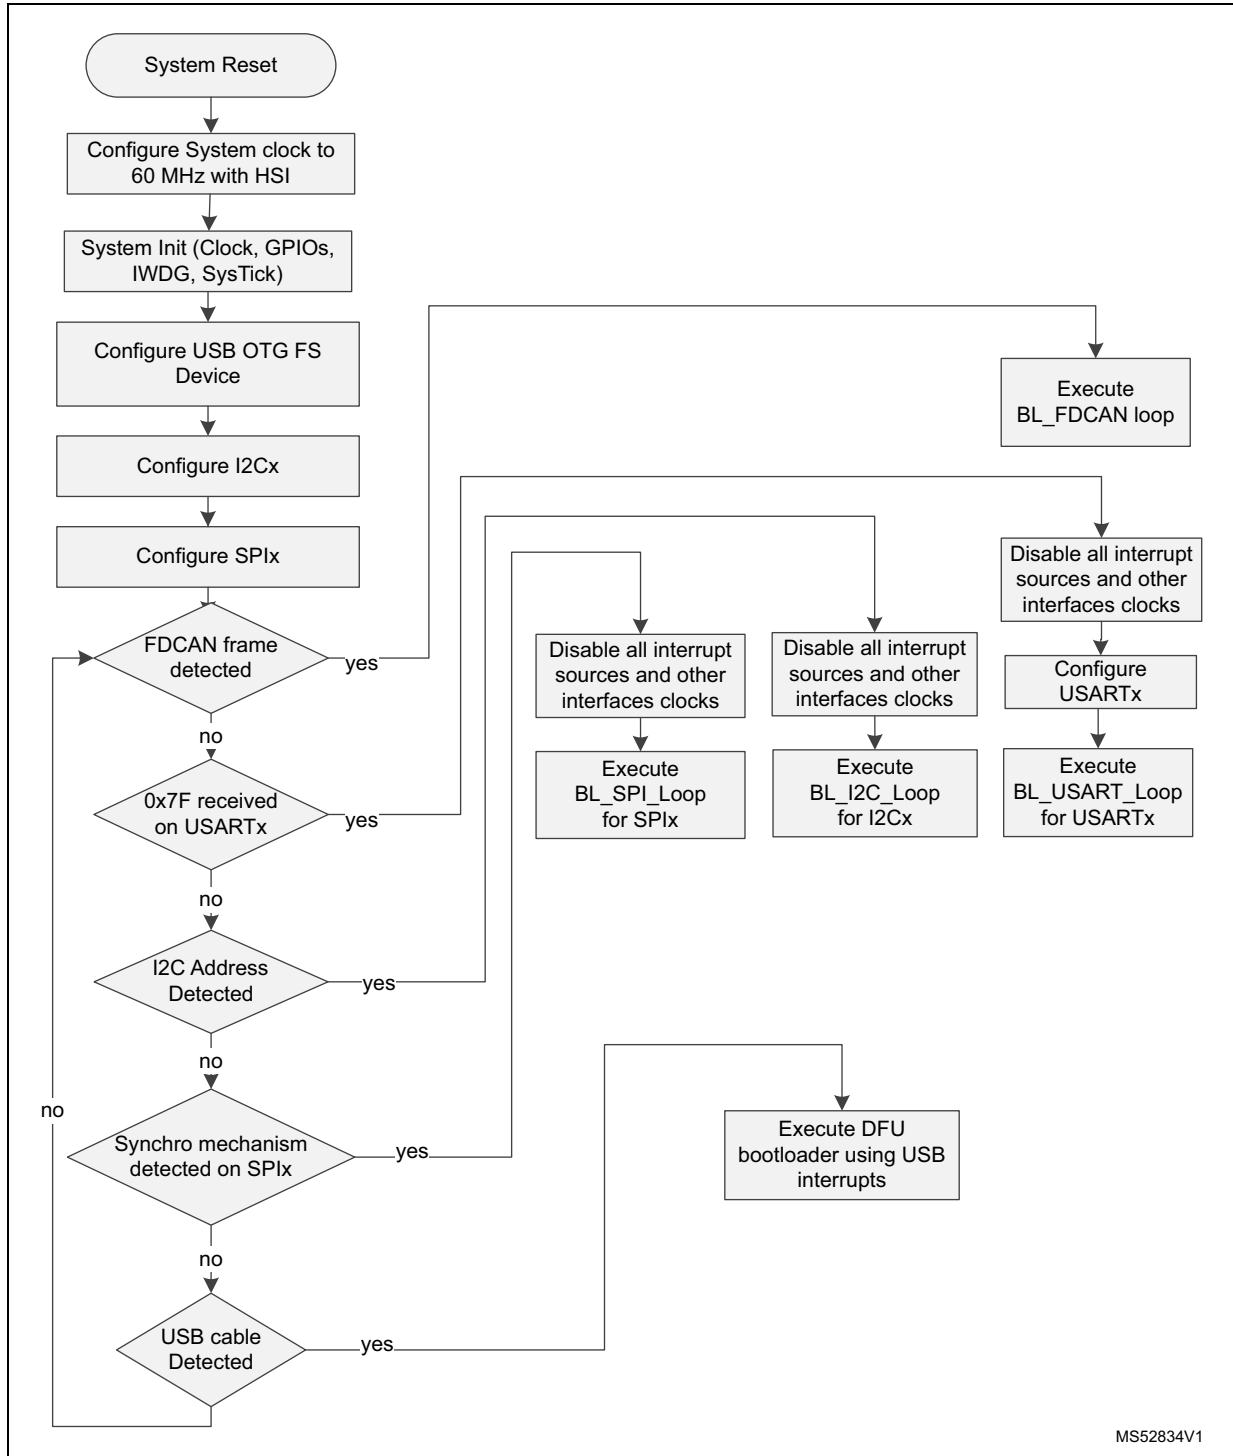 System Reset
Configure System clock to
60 MHz with HSI
System Init (Clock, GPIOs,
IWDG, SysTick)
Configure USB OTG FS
Device
Configure I2Cx
Configure SPIx
FDCAN frame
detected
yes
no
0x7F received
on USARTx
yes
no
I2C Address
Detected
yes
no
Synchro mechanism
detected on SPIx
yes
no
USB cable
Detected
yes
no
Execute
BL_FDCAN loop
Disable all interrupt
sources and other
interfaces clocks
Configure
USARTx
Execute
BL_USART_Loop
for USARTx
Disable all interrupt
sources and other
interfaces clocks
Execute
BL_I2C_Loop
for I2Cx
Disable all interrupt
sources and other
interfaces clocks
Execute
BL_SPI_Loop
for SPIx
Execute DFU
bootloader using USB
interrupts
MS52834V1